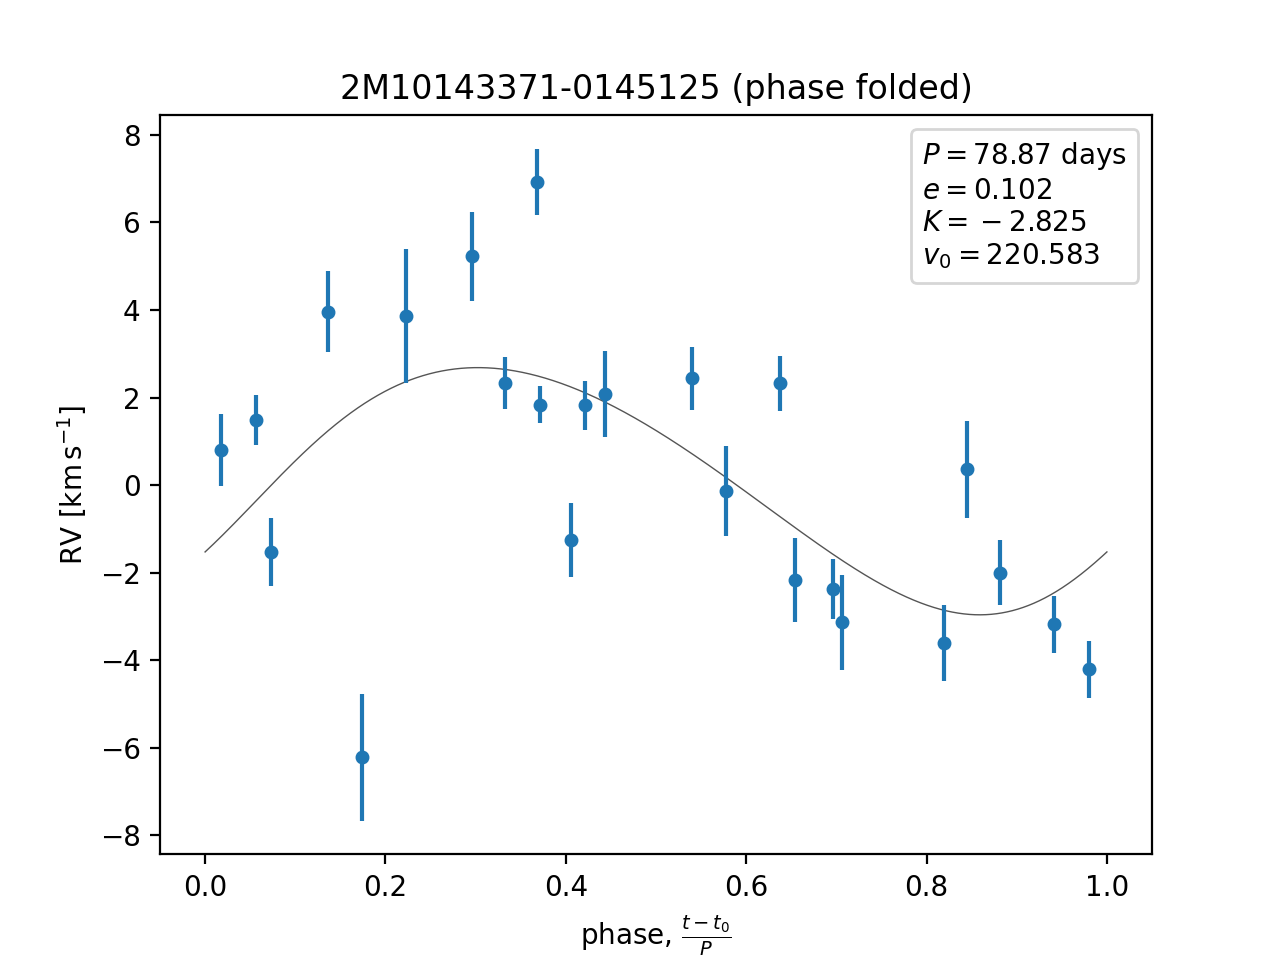 2M10143371-0145125 (phase folded)
P = 78.87 days
e = 0.102
K = −2.825
v₀ = 220.583
RV [km s⁻¹]
8
6
4
2
0
−2
−4
−6
−8
0.0 0.2 0.4 0.6 0.8 1.0
phase, (t − t₀)/P